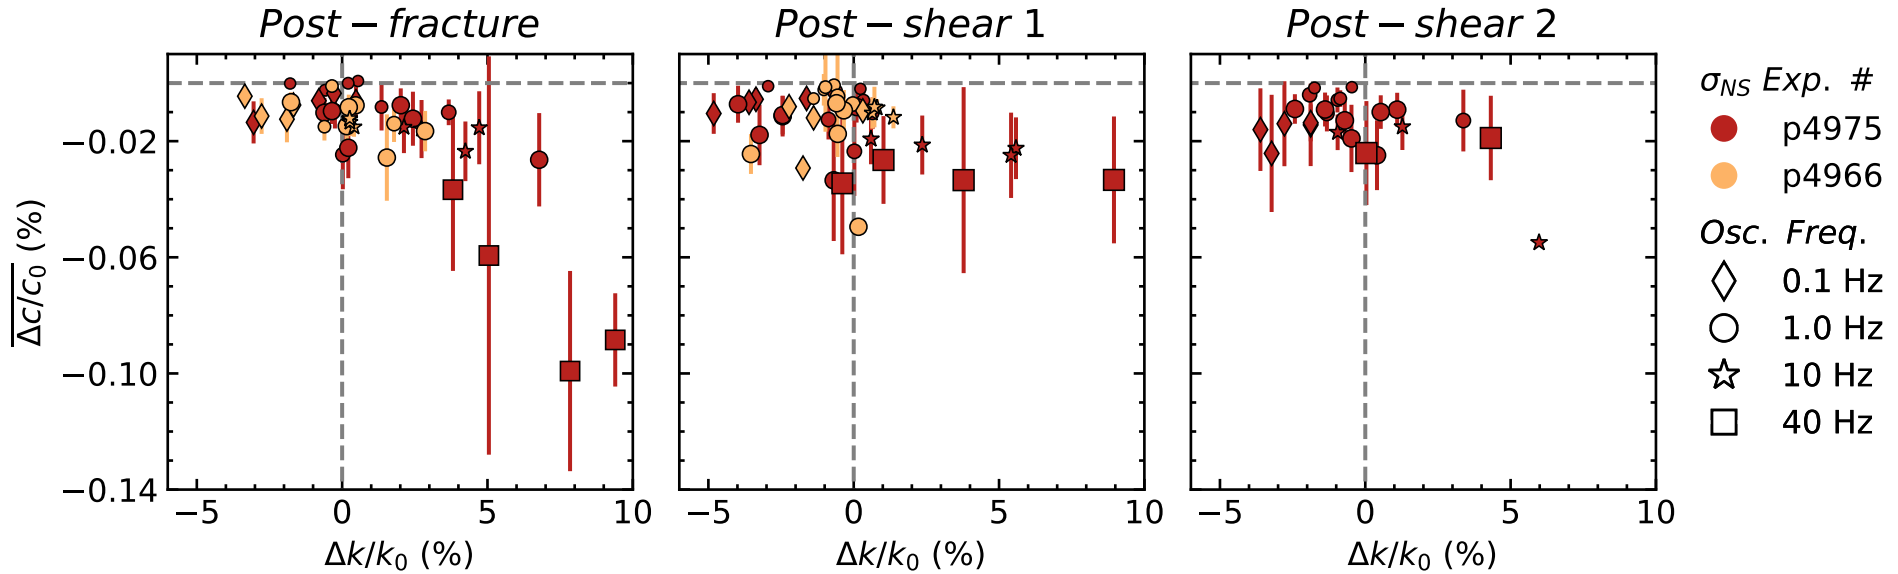 Post − fracture
Post − shear 1
Post − shear 2
σNS Exp. #
p4975
p4966
Osc. Freq.
0.1 Hz
1.0 Hz
10 Hz
40 Hz
Δc/c0 (%)
−0.02
−0.06
−0.10
−0.14
−5 0 5 10
−5 0 5 10
−5 0 5 10
Δk/k0 (%)
Δk/k0 (%)
Δk/k0 (%)